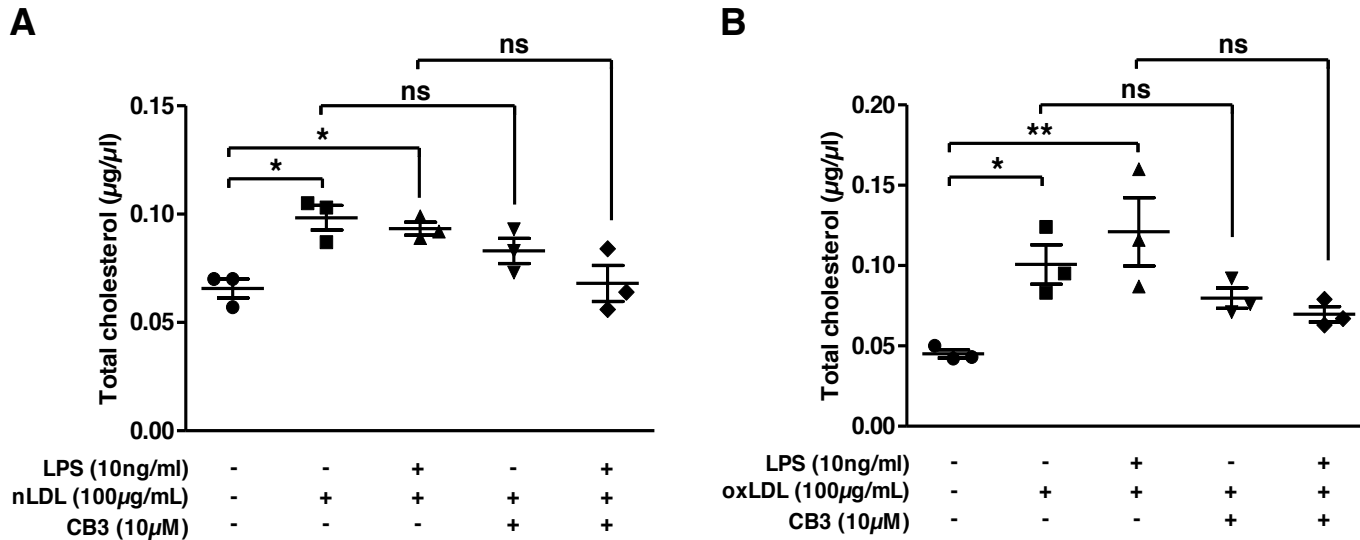 A
ns
ns
*
*
0.15
0.10
0.05
0.00
Total cholesterol (µg/µl)
LPS (10ng/ml) - - + - +
nLDL (100µg/mL) - + + + +
CB3 (10µM) - - - + +
B
ns
ns
**
*
0.20
0.15
0.10
0.05
0.00
Total cholesterol (µg/µl)
LPS (10ng/ml) - - + - +
oxLDL (100µg/mL) - + + + +
CB3 (10µM) - - - + +